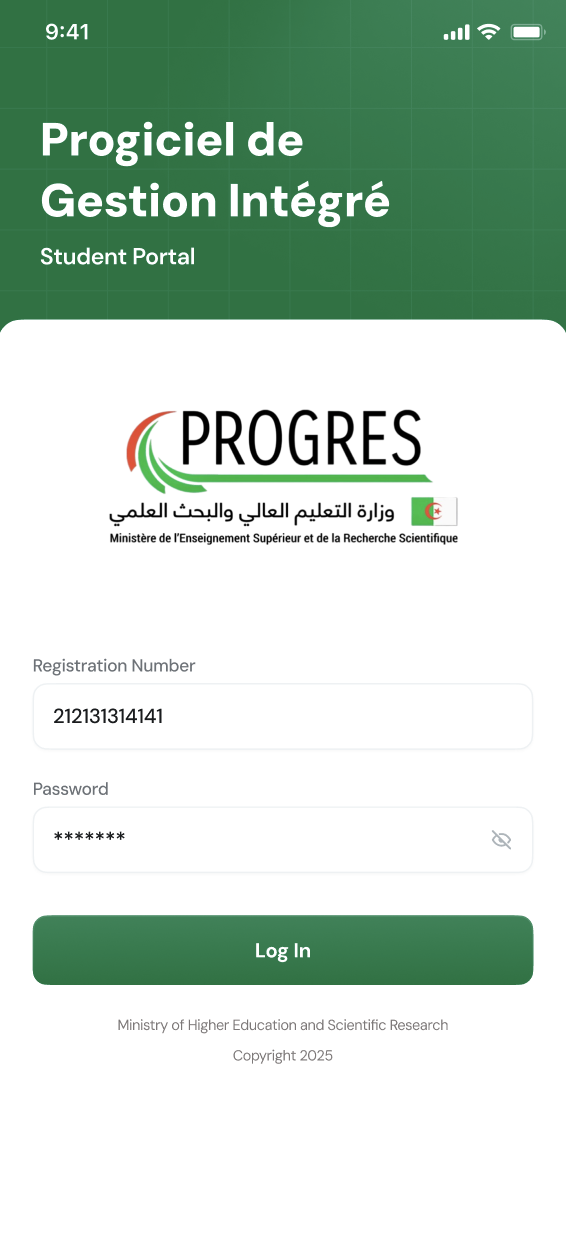 9:41
Progiciel de
Gestion Intégré
Student Portal
PROGRES
وزارة التعليم العالي والبحث العلمي
Ministère de l'Enseignement Supérieur et de la Recherche Scientifique
Registration Number
212131314141
Password
*******
Log In
Ministry of Higher Education and Scientific Research
Copyright 2025